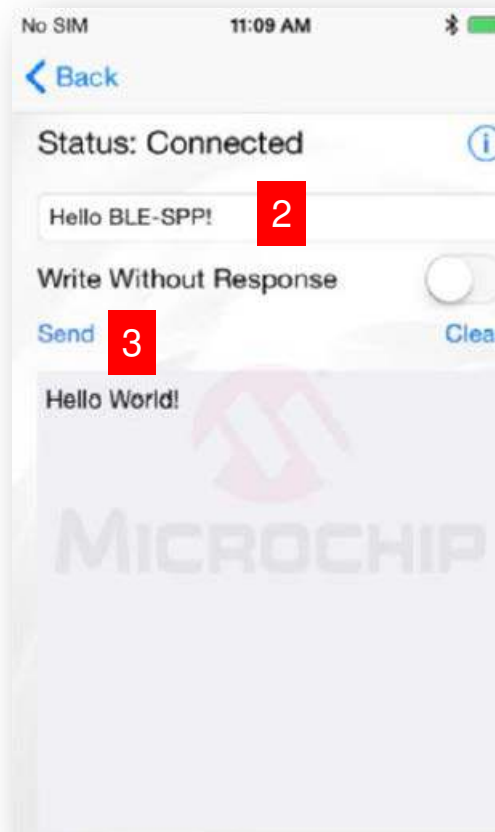 No SIM 11:09 AM
Back
Status: Connected
Hello BLE-SPP! 2
Write Without Response
Send 3 Clea
Hello World!
MICROCHIP